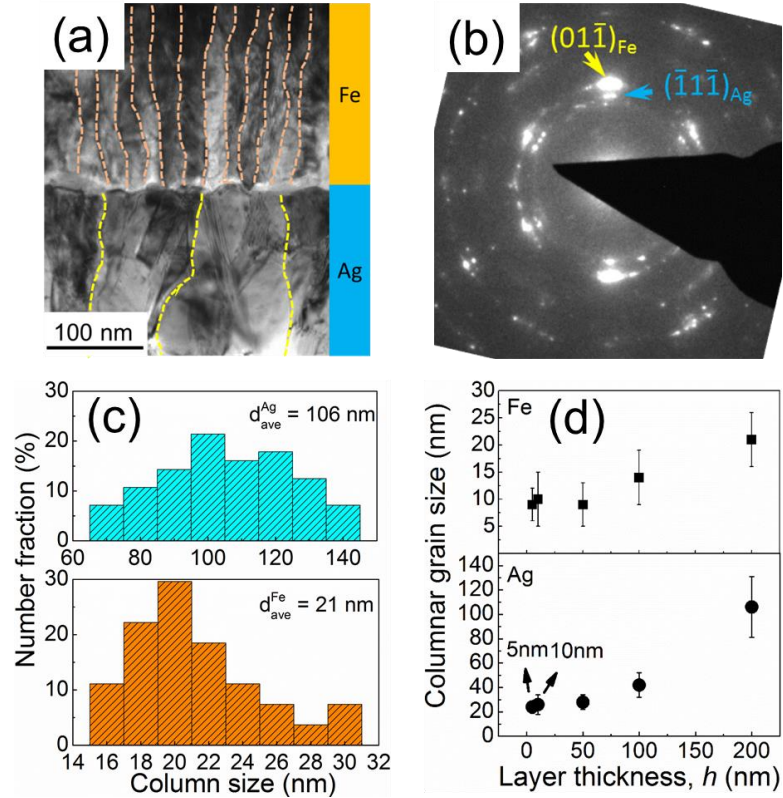 (a)
Fe
Ag
100 nm
(b)
(011̄)Fe
(1̄11̄)Ag
(c)
Number fraction (%)
30
20
10
0
d_ave^Ag = 106 nm
60 80 100 120 140
30
20
10
0
d_ave^Fe = 21 nm
14 16 18 20 22 24 26 28 30 32
Column size (nm)
(d)
Columnar grain size (nm)
Fe
30
25
20
15
10
5
Ag
140
120
100
80
60
40
20
0
5nm 10nm
0 50 100 150 200
Layer thickness, h (nm)